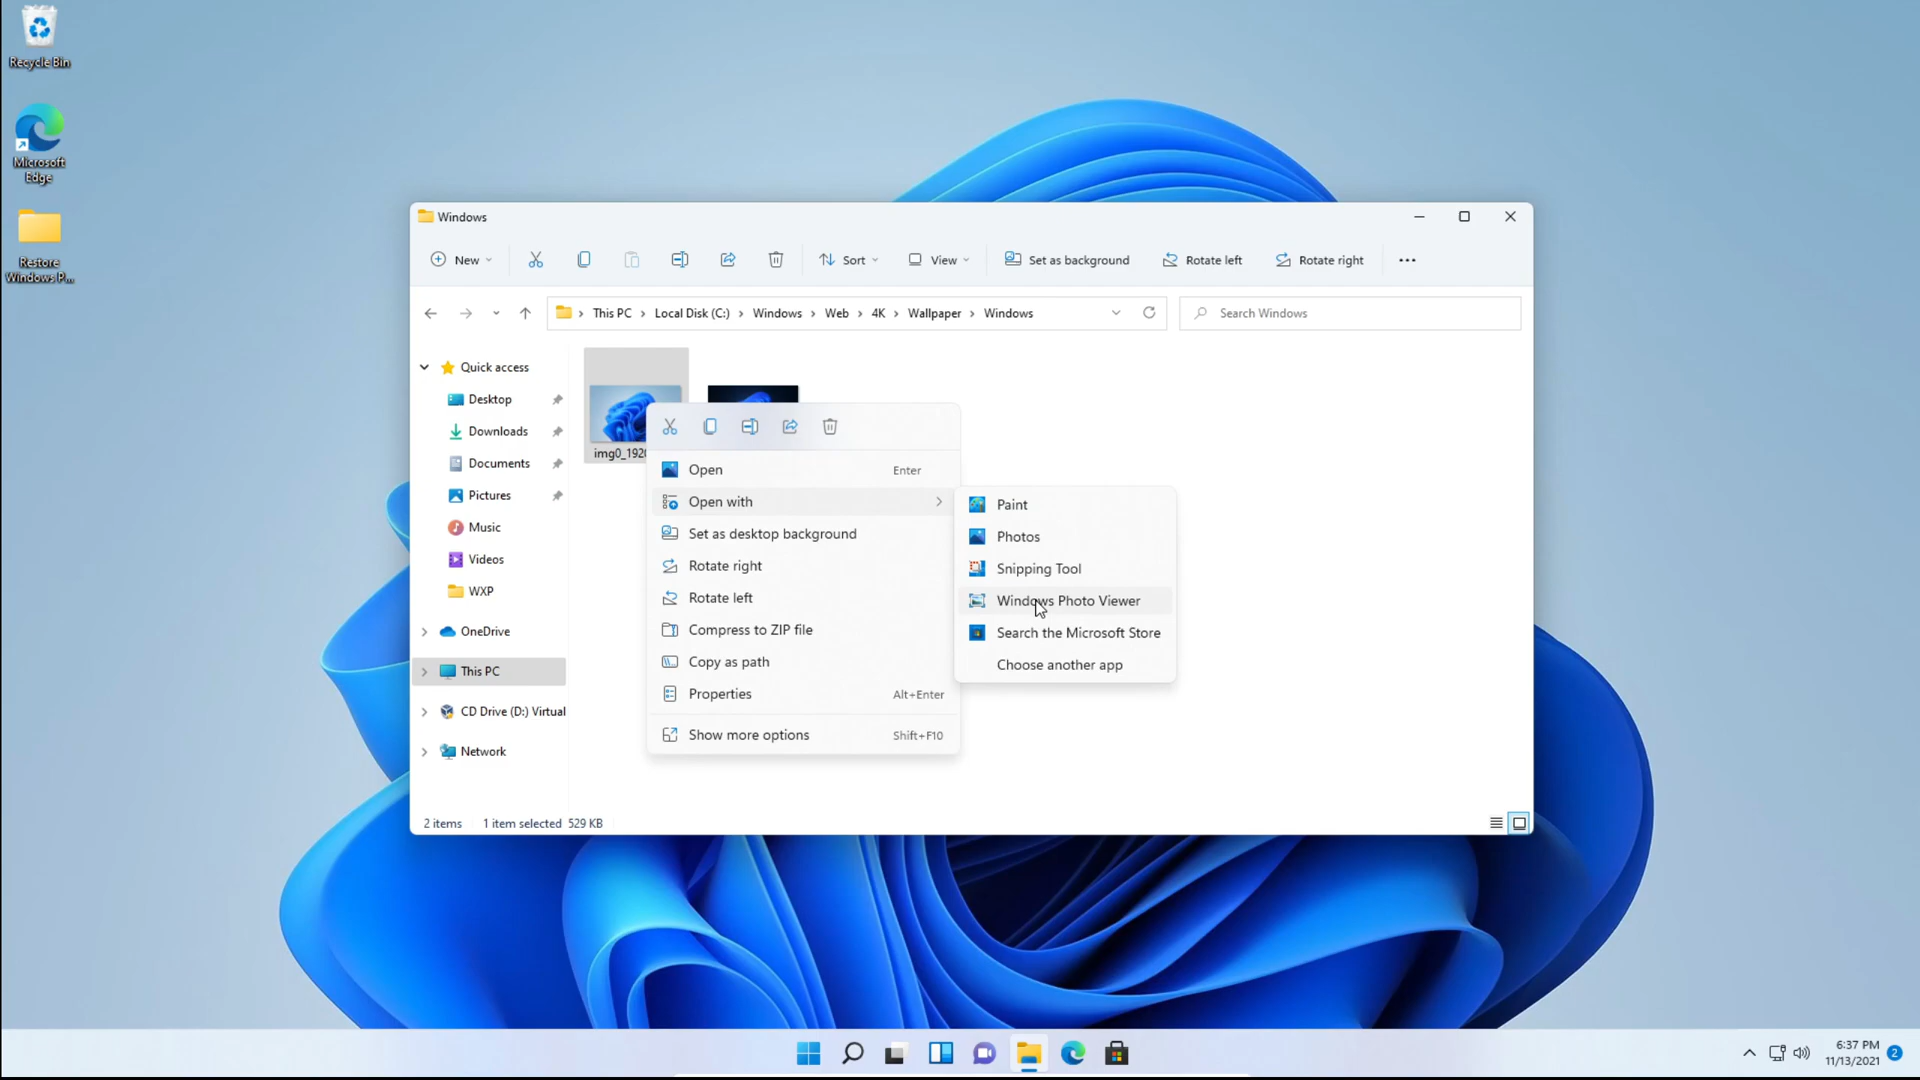 Recycle Bin
Microsoft
Edge
Restore
Windows P...
Windows
New
Sort
View
Set as background
Rotate left
Rotate right
This PC > Local Disk (C:) > Windows > Web > 4K > Wallpaper > Windows
Search Windows
Quick access
Desktop
Downloads
Documents
Pictures
Music
Videos
WXP
OneDrive
This PC
CD Drive (D:) Virtual
Network
img0_192
Open Enter
Open with
Set as desktop background
Rotate right
Rotate left
Compress to ZIP file
Copy as path
Properties Alt+Enter
Show more options Shift+F10
Paint
Photos
Snipping Tool
Windows Photo Viewer
Search the Microsoft Store
Choose another app
2 items 1 item selected 529 KB
6:37 PM
11/13/2021
2